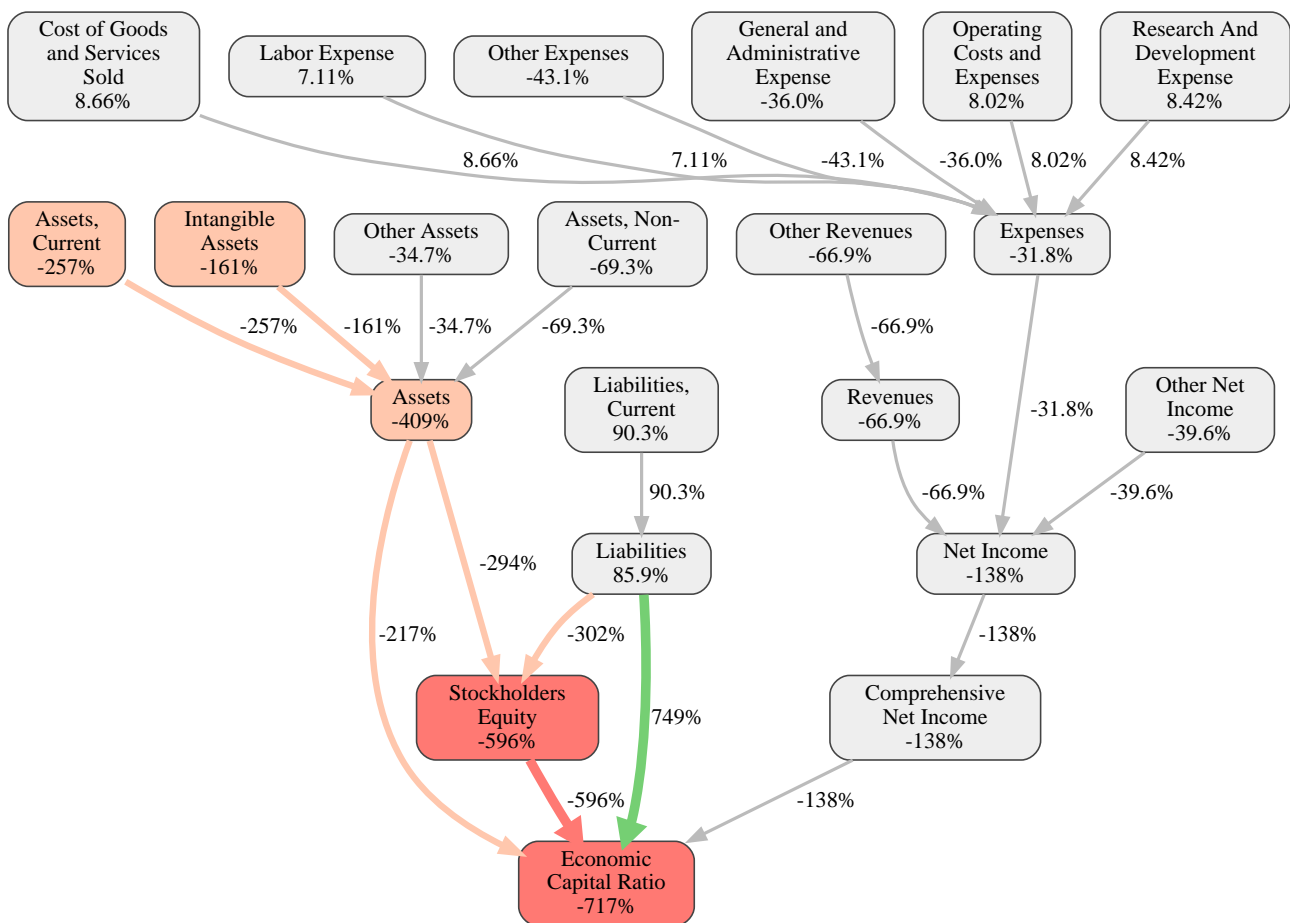 Cost of Goods
and Services
Sold
8.66%
Labor Expense
7.11%
Other Expenses
-43.1%
General and
Administrative
Expense
-36.0%
Operating
Costs and
Expenses
8.02%
Research And
Development
Expense
8.42%
8.66%
7.11%
-43.1%
-36.0%
8.02%
8.42%
Assets,
Current
-257%
Intangible
Assets
-161%
Other Assets
-34.7%
Assets, Non-
Current
-69.3%
Other Revenues
-66.9%
Expenses
-31.8%
-257%
-161%
-34.7%
-69.3%
-66.9%
Assets
-409%
Liabilities,
Current
90.3%
Revenues
-66.9%
-31.8%
Other Net
Income
-39.6%
90.3%
-66.9%
-39.6%
-294%
Liabilities
85.9%
Net Income
-138%
-217%
-302%
-138%
Stockholders
Equity
-596%
749%
Comprehensive
Net Income
-138%
-596%
-138%
Economic
Capital Ratio
-717%